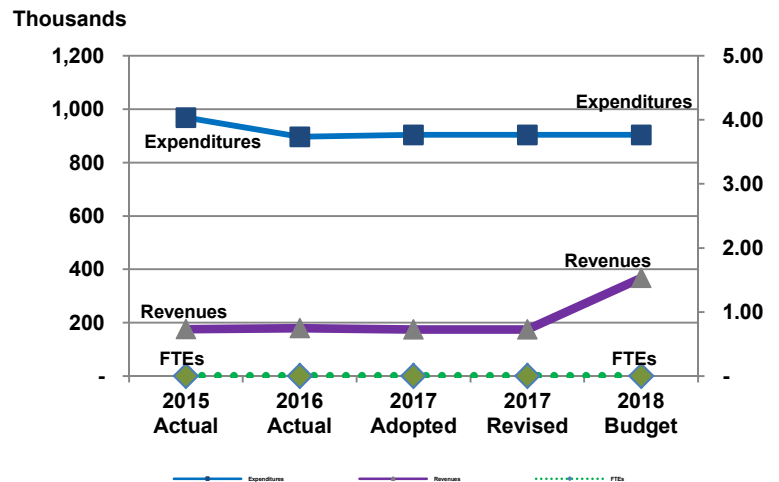 Thousands
1,200 5.00
1,000 Expenditures
4.00
Expenditures
800
3.00
600
2.00
400 Revenues
Revenues 1.00
200
FTEs FTEs
- -
2015 2016 2017 2017 2018
Actual Actual Adopted Revised Budget
Expenditures Revenues FTEs